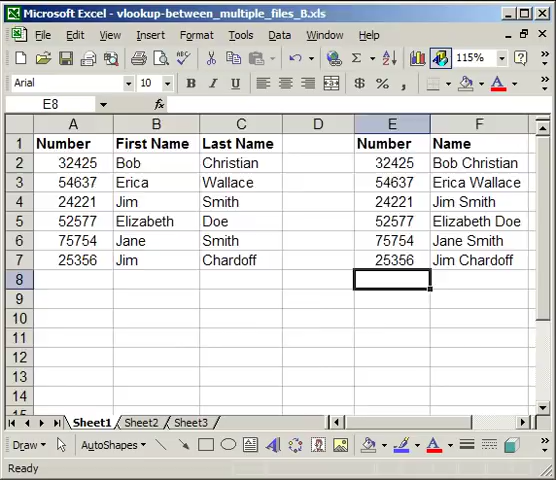 Microsoft Excel - vlookup-between_multiple_files_B.xls
File Edit View Insert Format Tools Data Window Help
115%
Arial 10 B I U $ % ,
E8 fx
A B C D E F
1 Number First Name Last Name Number Name
2 32425 Bob Christian 32425 Bob Christian
3 54637 Erica Wallace 54637 Erica Wallace
4 24221 Jim Smith 24221 Jim Smith
5 52577 Elizabeth Doe 52577 Elizabeth Doe
6 75754 Jane Smith 75754 Jane Smith
7 25356 Jim Chardoff 25356 Jim Chardoff
8
9
10
11
12
13
14
15
Sheet1 Sheet2 Sheet3
Draw AutoShapes
Ready